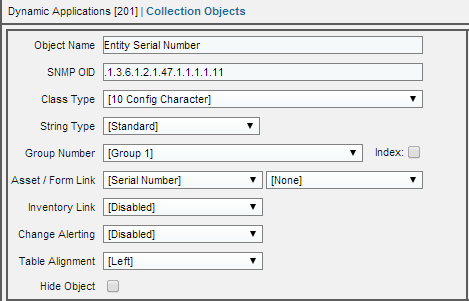 Dynamic Applications [201] | Collection Objects
Object Name Entity Serial Number
SNMP OID .1.3.6.1.2.1.47.1.1.1.1.11
Class Type [10 Config Character]
String Type [Standard]
Group Number [Group 1] Index:
Asset / Form Link [Serial Number] [None]
Inventory Link [Disabled]
Change Alerting [Disabled]
Table Alignment [Left]
Hide Object